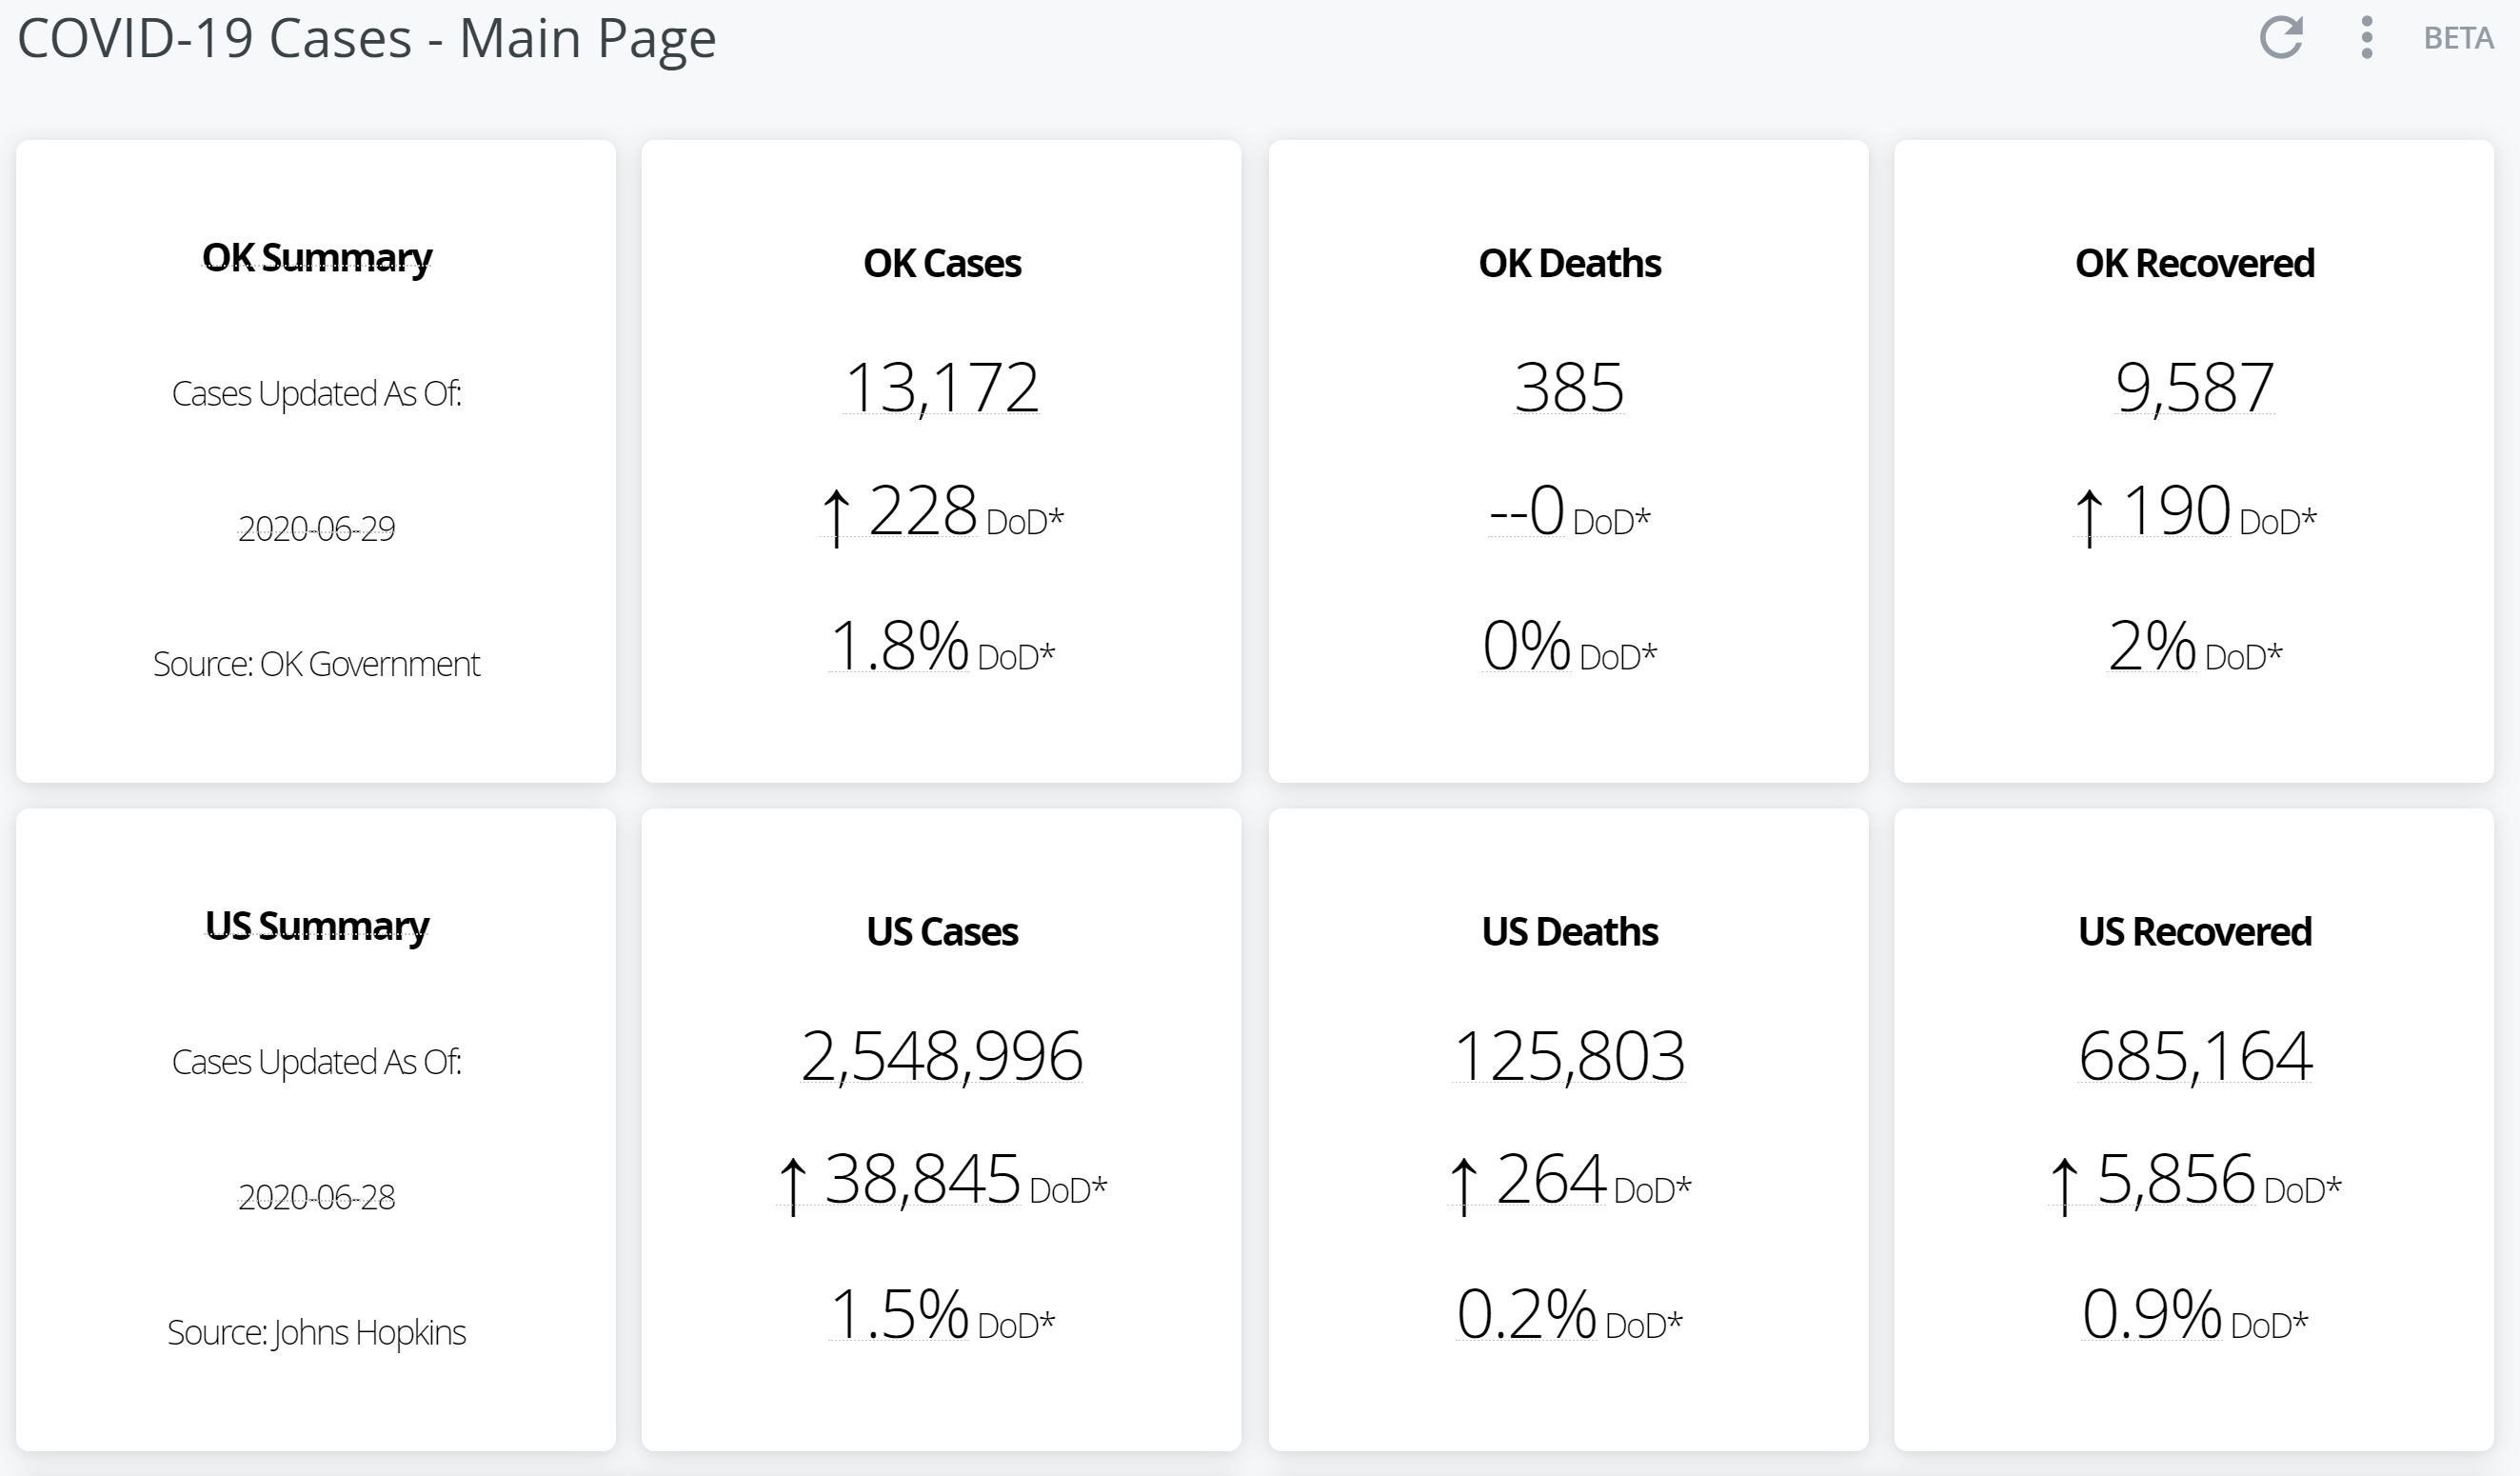 COVID-19 Cases - Main Page
BETA
OK Summary
Cases Updated As Of:
2020-06-29
Source: OK Government
OK Cases
13,172
↑ 228 DoD*
1.8% DoD*
OK Deaths
385
--0 DoD*
0% DoD*
OK Recovered
9,587
↑ 190 DoD*
2% DoD*
US Summary
Cases Updated As Of:
2020-06-28
Source: Johns Hopkins
US Cases
2,548,996
↑ 38,845 DoD*
1.5% DoD*
US Deaths
125,803
↑ 264 DoD*
0.2% DoD*
US Recovered
685,164
↑ 5,856 DoD*
0.9% DoD*